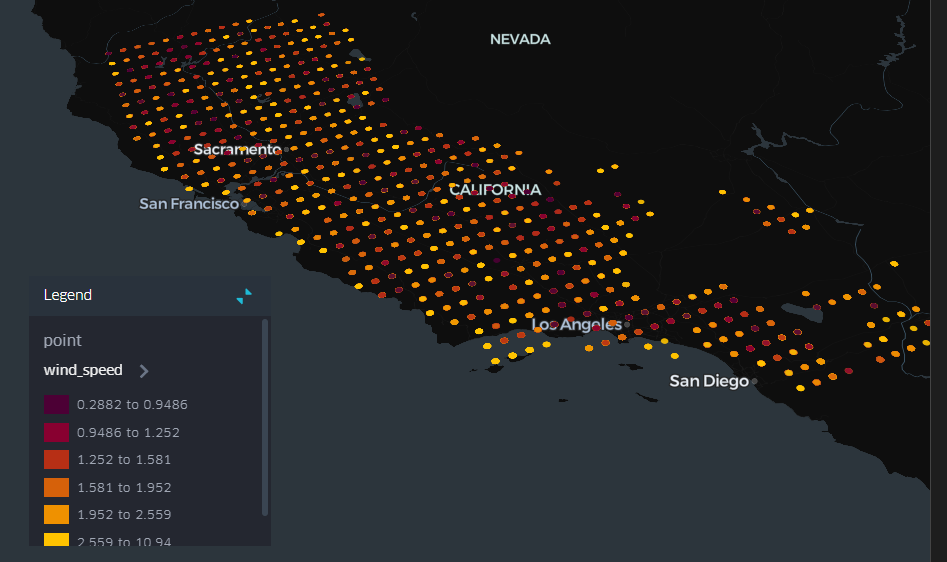 NEVADA
Sacramento
CALIFORNIA
San Francisco
Legend
Los Angeles
point
wind_speed
San Diego
0.2882 to 0.9486
0.9486 to 1.252
1.252 to 1.581
1.581 to 1.952
1.952 to 2.559
2.559 to 10.94